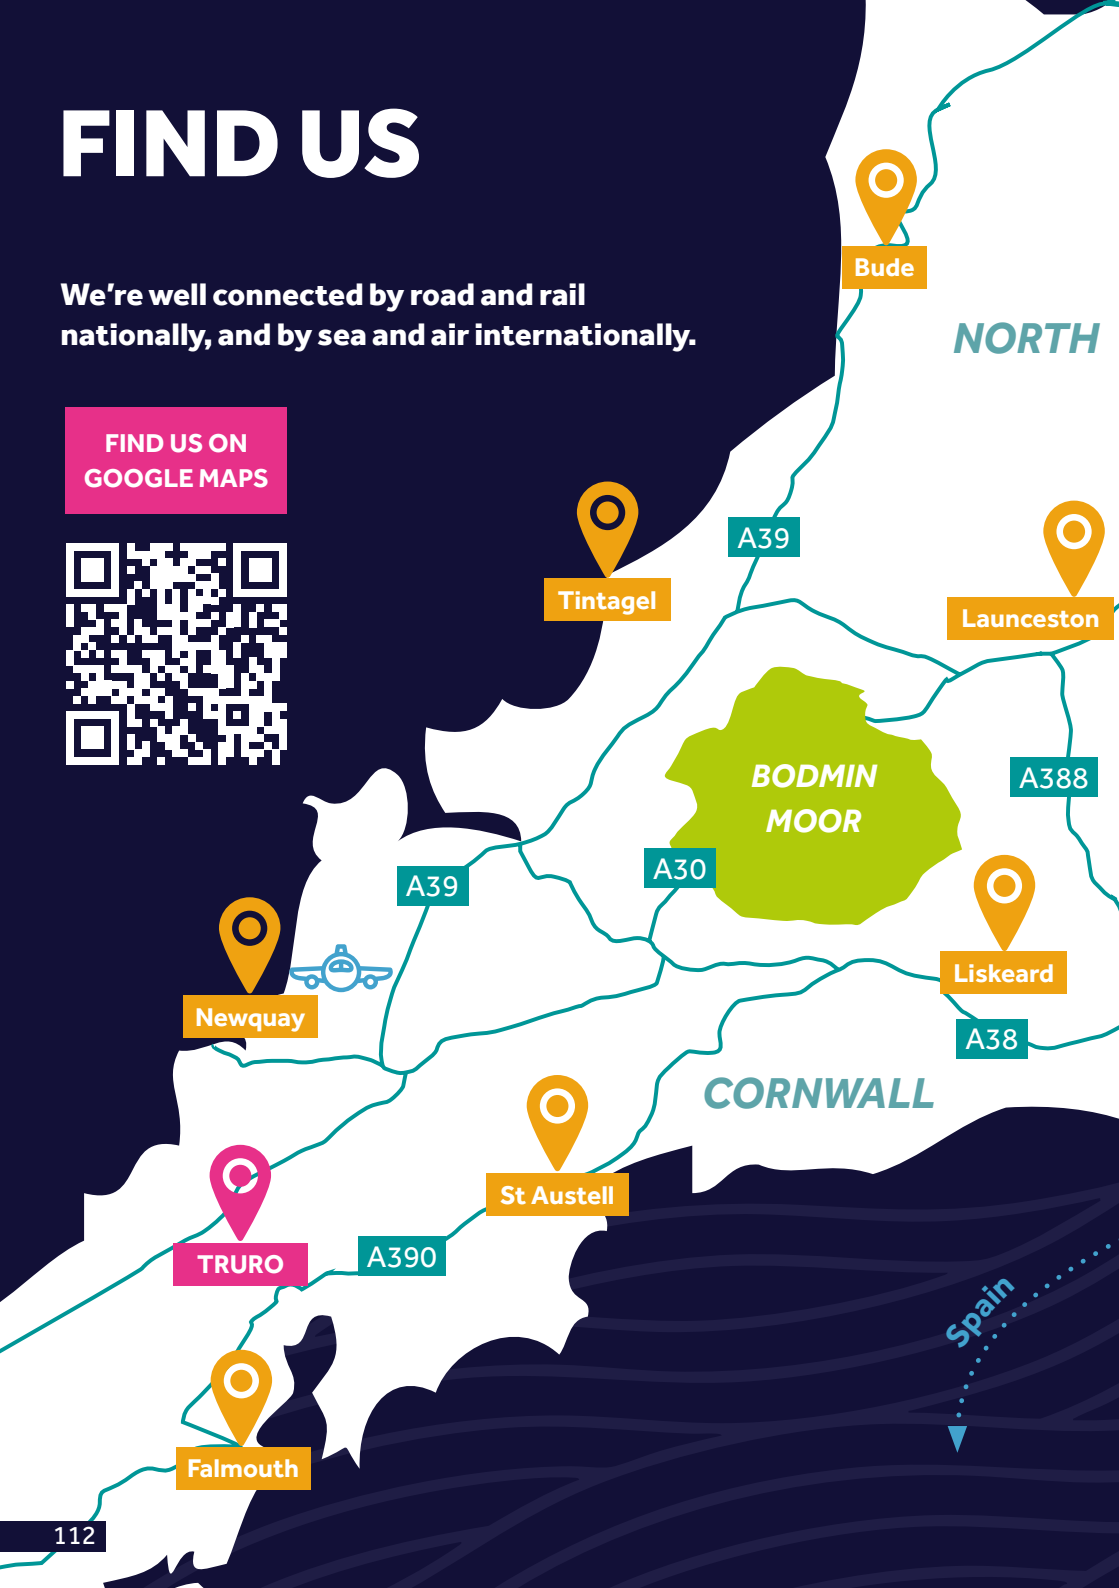 FIND US
We're well connected by road and rail
nationally, and by sea and air internationally.
FIND US ON
GOOGLE MAPS
Bude
NORTH
A39
Tintagel
Launceston
BODMIN
MOOR
A388
A30
A39
Liskeard
Newquay
A38
CORNWALL
St Austell
TRURO
A390
Spain
Falmouth
112